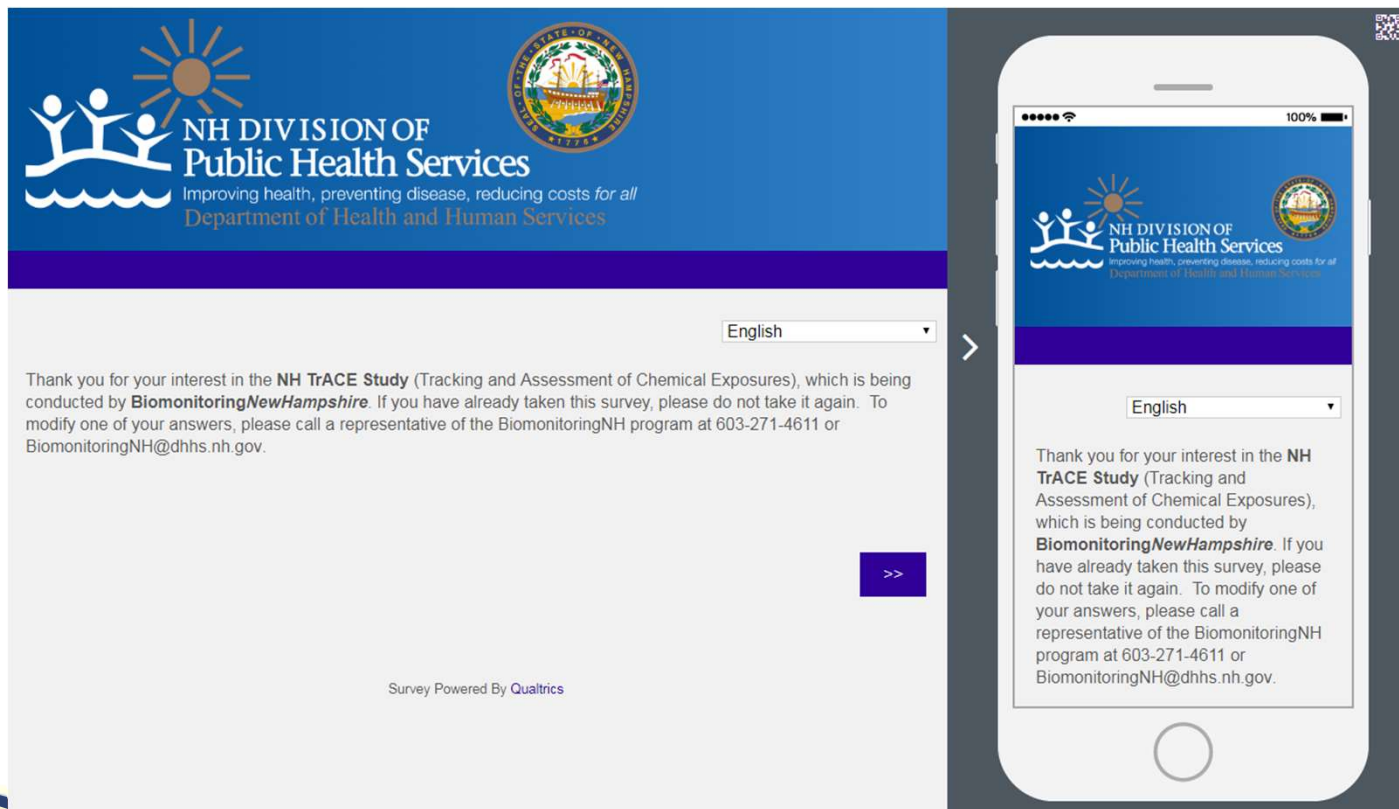 SEAL · OF · THE · STATE · OF · NEW HAMPSHIRE
★ 1776 ★
NH DIVISION OF
Public Health Services
Improving health, preventing disease, reducing costs for all
Department of Health and Human Services
English
Thank you for your interest in the NH TrACE Study (Tracking and Assessment of Chemical Exposures), which is being
conducted by BiomonitoringNewHampshire. If you have already taken this survey, please do not take it again.  To
modify one of your answers, please call a representative of the BiomonitoringNH program at 603-271-4611 or
BiomonitoringNH@dhhs.nh.gov.
>>
Survey Powered By Qualtrics
100%
NH DIVISION OF
Public Health Services
Improving health, preventing disease, reducing costs for all
Department of Health and Human Services
English
Thank you for your interest in the NH
TrACE Study (Tracking and
Assessment of Chemical Exposures),
which is being conducted by
BiomonitoringNewHampshire. If you
have already taken this survey, please
do not take it again.  To modify one of
your answers, please call a
representative of the BiomonitoringNH
program at 603-271-4611 or
BiomonitoringNH@dhhs.nh.gov.